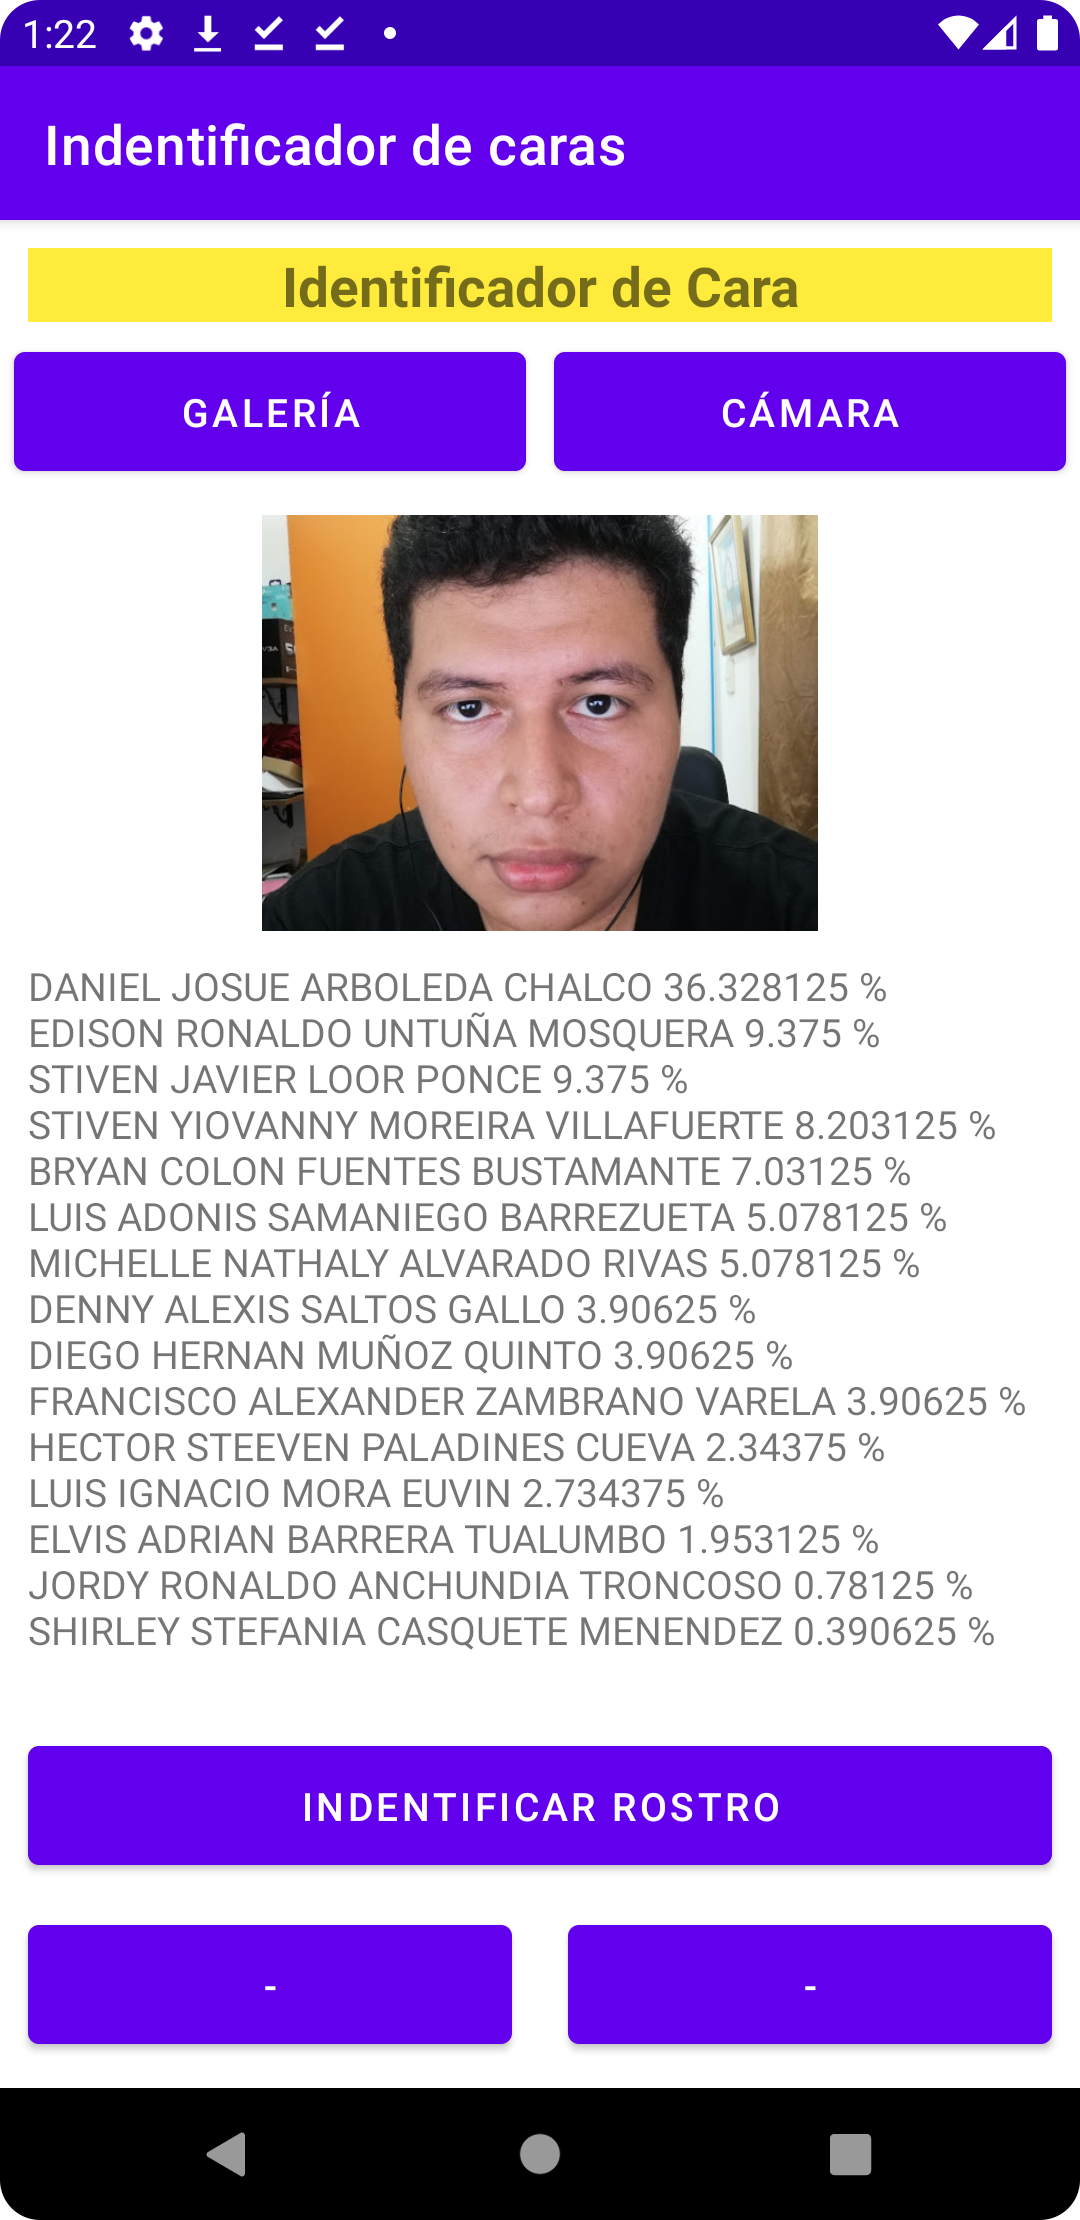 1:22
Indentificador de caras
Identificador de Cara
GALERÍA
CÁMARA
DANIEL JOSUE ARBOLEDA CHALCO 36.328125 %
EDISON RONALDO UNTUÑA MOSQUERA 9.375 %
STIVEN JAVIER LOOR PONCE 9.375 %
STIVEN YIOVANNY MOREIRA VILLAFUERTE 8.203125 %
BRYAN COLON FUENTES BUSTAMANTE 7.03125 %
LUIS ADONIS SAMANIEGO BARREZUETA 5.078125 %
MICHELLE NATHALY ALVARADO RIVAS 5.078125 %
DENNY ALEXIS SALTOS GALLO 3.90625 %
DIEGO HERNAN MUÑOZ QUINTO 3.90625 %
FRANCISCO ALEXANDER ZAMBRANO VARELA 3.90625 %
HECTOR STEEVEN PALADINES CUEVA 2.34375 %
LUIS IGNACIO MORA EUVIN 2.734375 %
ELVIS ADRIAN BARRERA TUALUMBO 1.953125 %
JORDY RONALDO ANCHUNDIA TRONCOSO 0.78125 %
SHIRLEY STEFANIA CASQUETE MENENDEZ 0.390625 %
INDENTIFICAR ROSTRO
-
-